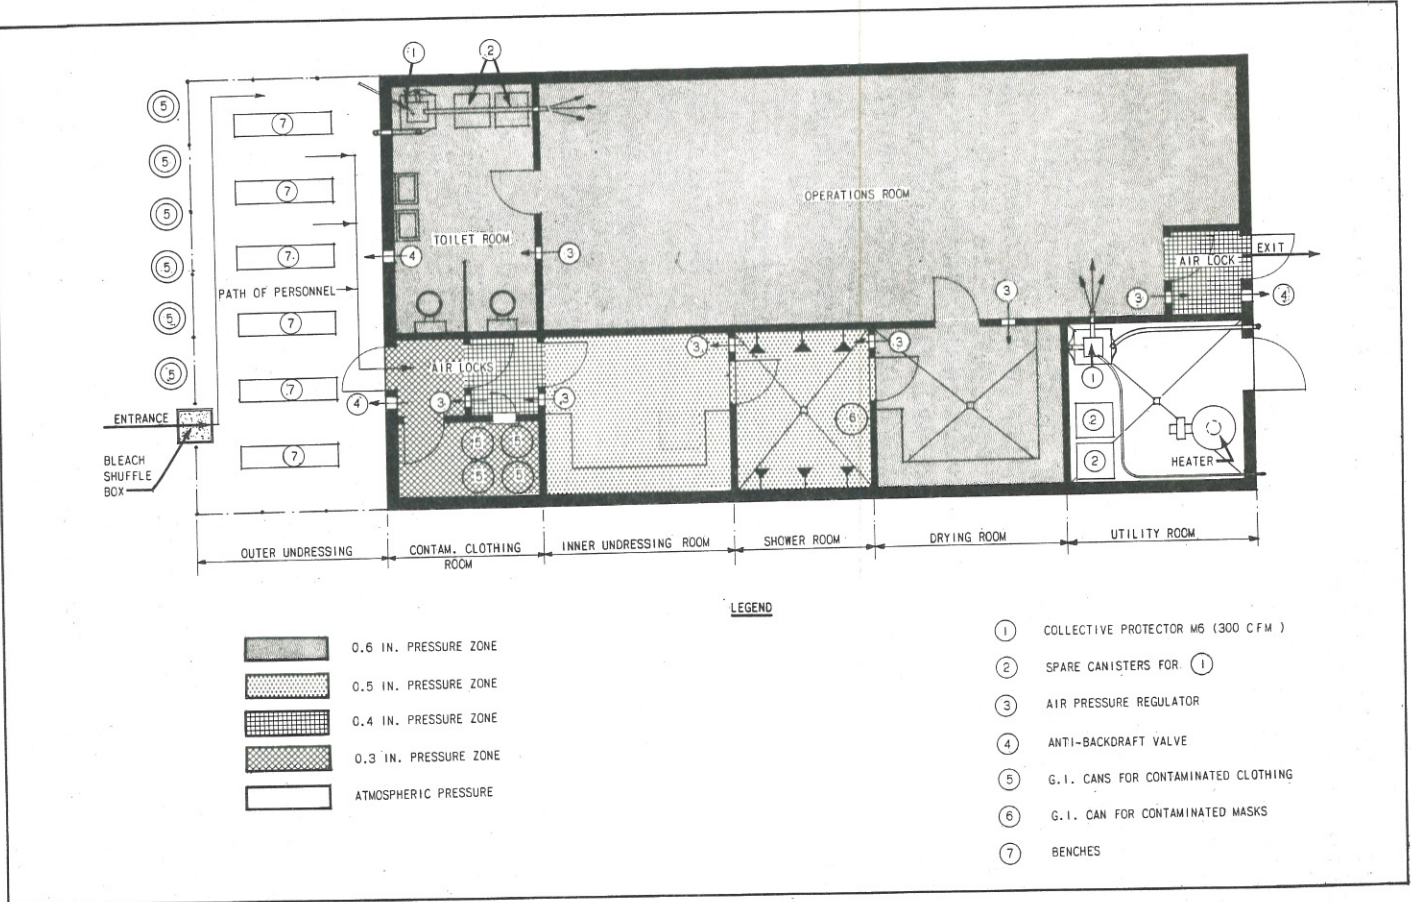 1
2
5
7
5
7
5
OPERATIONS ROOM
TOILET ROOM
3
4
7
EXIT
AIR LOCK
5
PATH OF PERSONNEL
3
3
4
5
7
3
3
5
7
AIR LOCKS
1
4
3
3
6
2
ENTRANCE
5
5
HEATER
7
2
BLEACH
SHUFFLE
BOX
5
5
OUTER UNDRESSING
CONTAM. CLOTHING
ROOM
INNER UNDRESSING ROOM
SHOWER ROOM
DRYING ROOM
UTILITY ROOM
LEGEND
0.6 IN. PRESSURE ZONE
0.5 IN. PRESSURE ZONE
0.4 IN. PRESSURE ZONE
0.3 IN. PRESSURE ZONE
ATMOSPHERIC PRESSURE
1 COLLECTIVE PROTECTOR M6 (300 CFM )
2 SPARE CANISTERS FOR 1
3 AIR PRESSURE REGULATOR
4 ANTI-BACKDRAFT VALVE
5 G.I. CANS FOR CONTAMINATED CLOTHING
6 G.I. CAN FOR CONTAMINATED MASKS
7 BENCHES